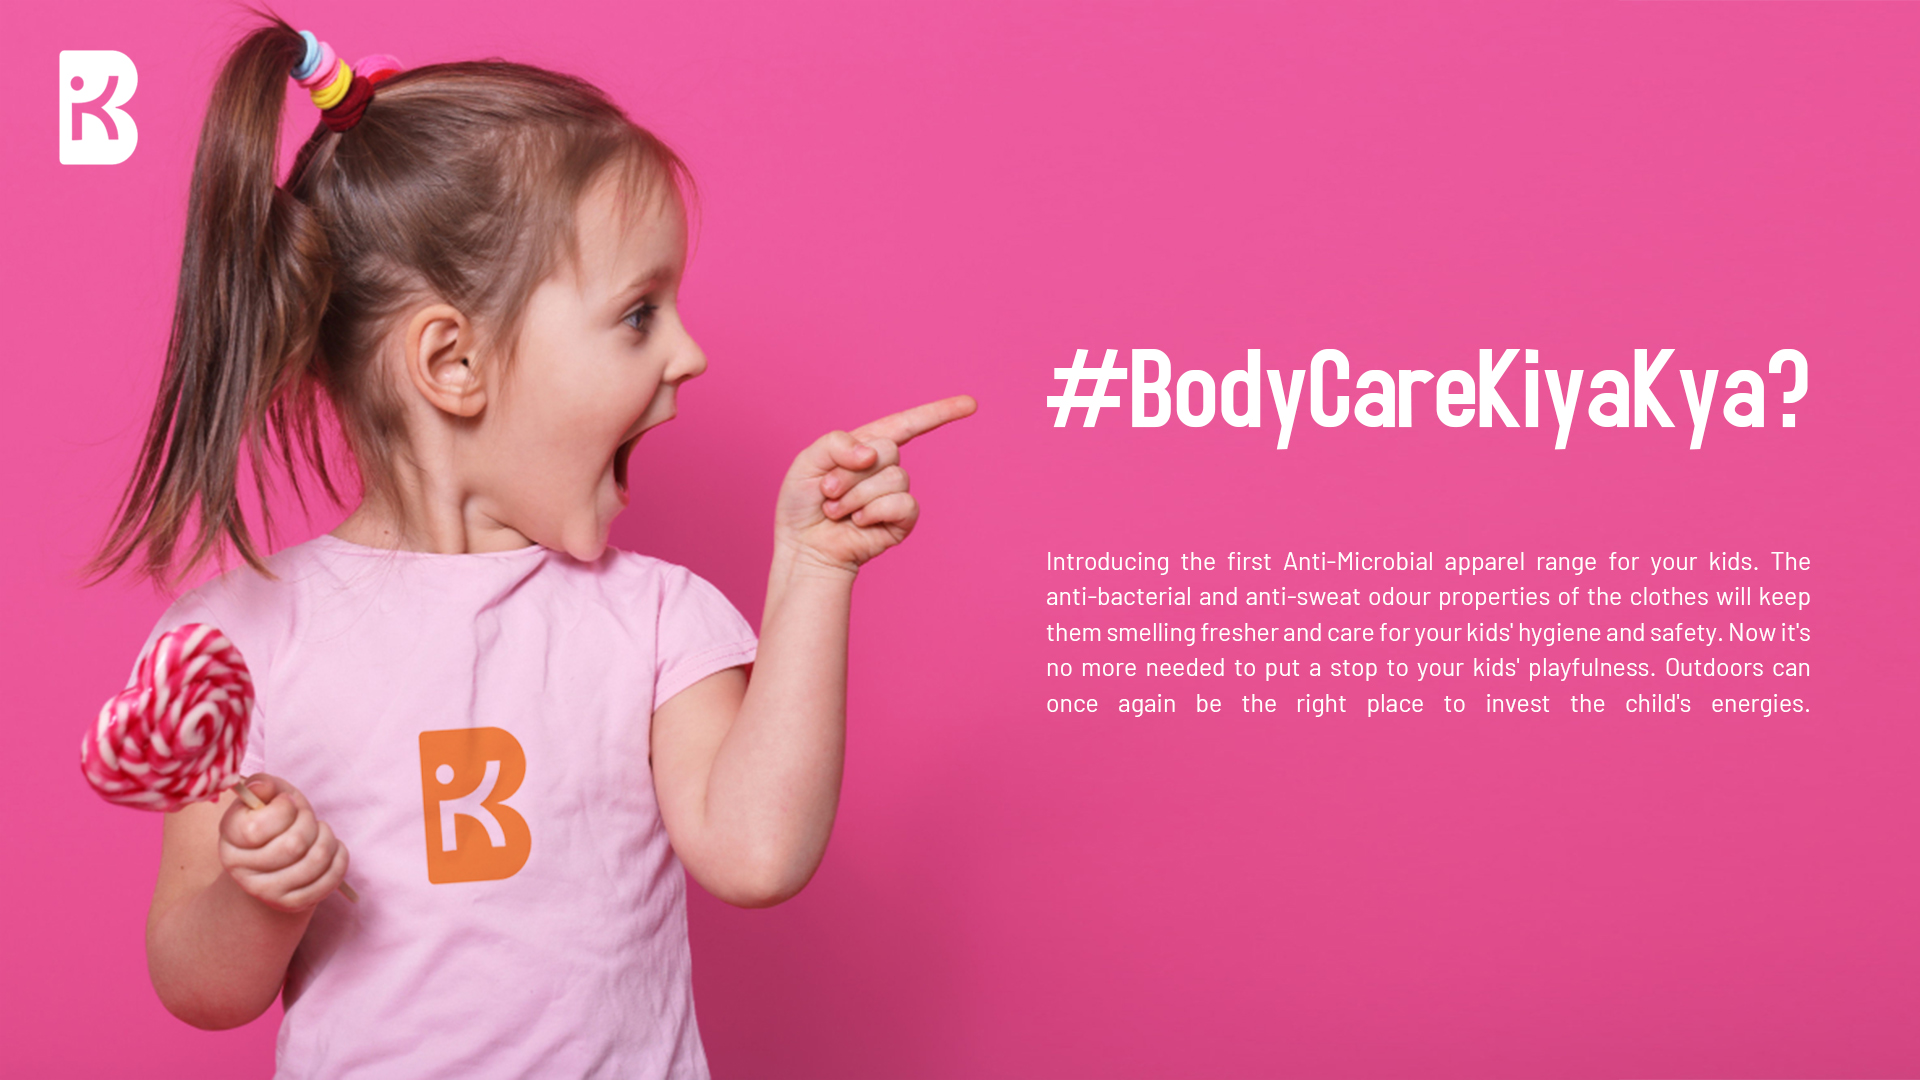 BK
#BodyCareKiyaKya?
Introducing the first Anti-Microbial apparel range for your kids. The
anti-bacterial and anti-sweat odour properties of the clothes will keep
them smelling fresher and care for your kids' hygiene and safety. Now it's
no more needed to put a stop to your kids' playfulness. Outdoors can
once again be the right place to invest the child's energies.
BK